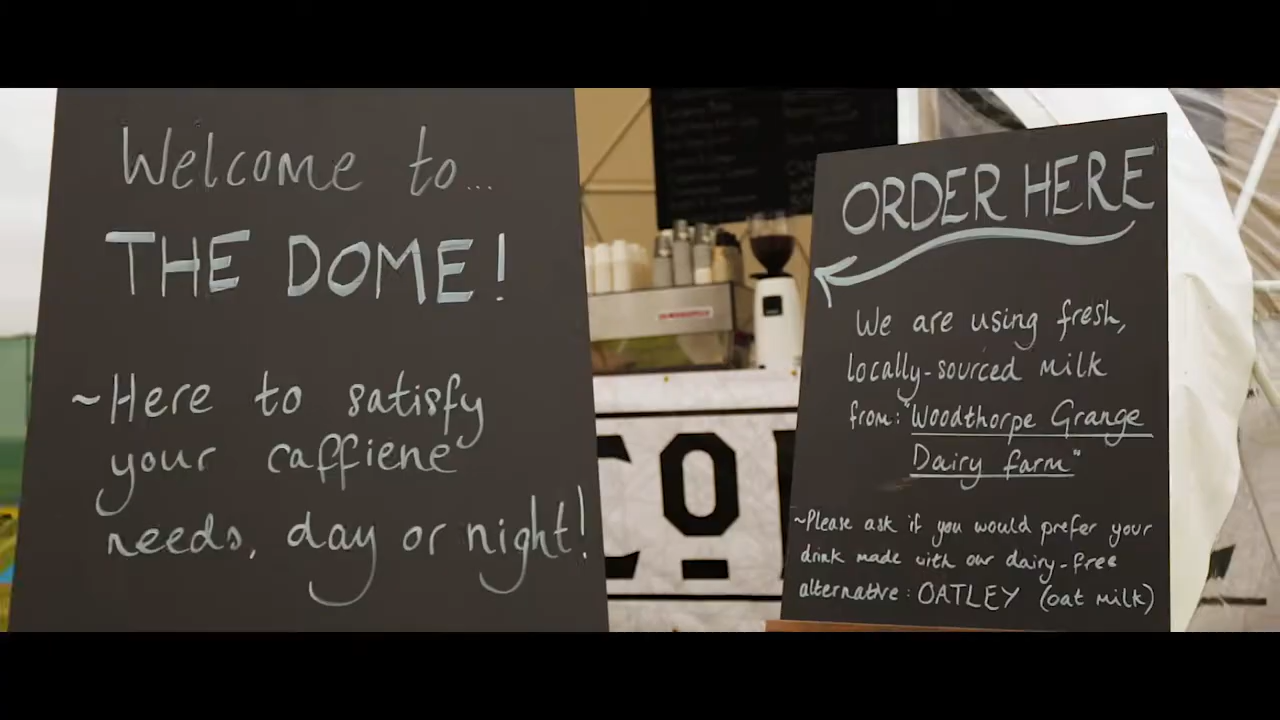 Welcome to...
THE DOME!
~Here to satisfy
your caffiene
needs, day or night!
ORDER HERE
We are using fresh,
locally-sourced milk
from: "Woodthorpe Grange
Dairy farm"
~Please ask if you would prefer your
drink made with our dairy-free
alternative: OATLEY (oat milk)
CO